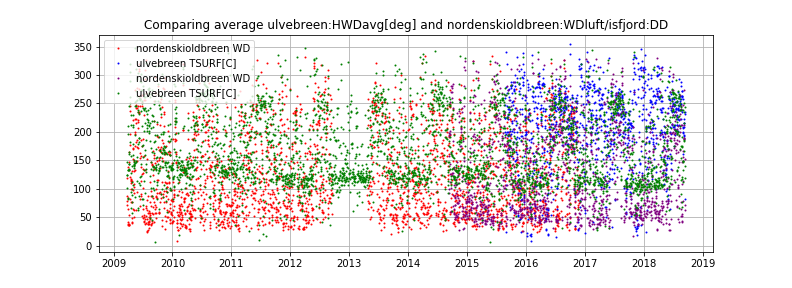 Comparing average ulvebreen:HWDavg[deg] and nordenskioldbreen:WDluft/isfjord:DD
350
300
250
200
150
100
50
0
nordenskioldbreen WD
ulvebreen TSURF[C]
nordenskioldbreen WD
ulvebreen TSURF[C]
2009 2010 2011 2012 2013 2014 2015 2016 2017 2018 2019